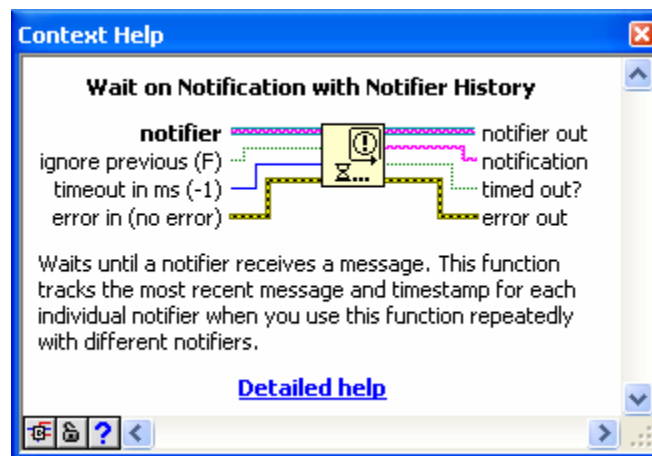 Context Help
Wait on Notification with Notifier History
notifier notifier out
ignore previous (F) notification
timeout in ms (-1) timed out?
error in (no error) error out
Waits until a notifier receives a message. This function
tracks the most recent message and timestamp for each
individual notifier when you use this function repeatedly
with different notifiers.
Detailed help
?